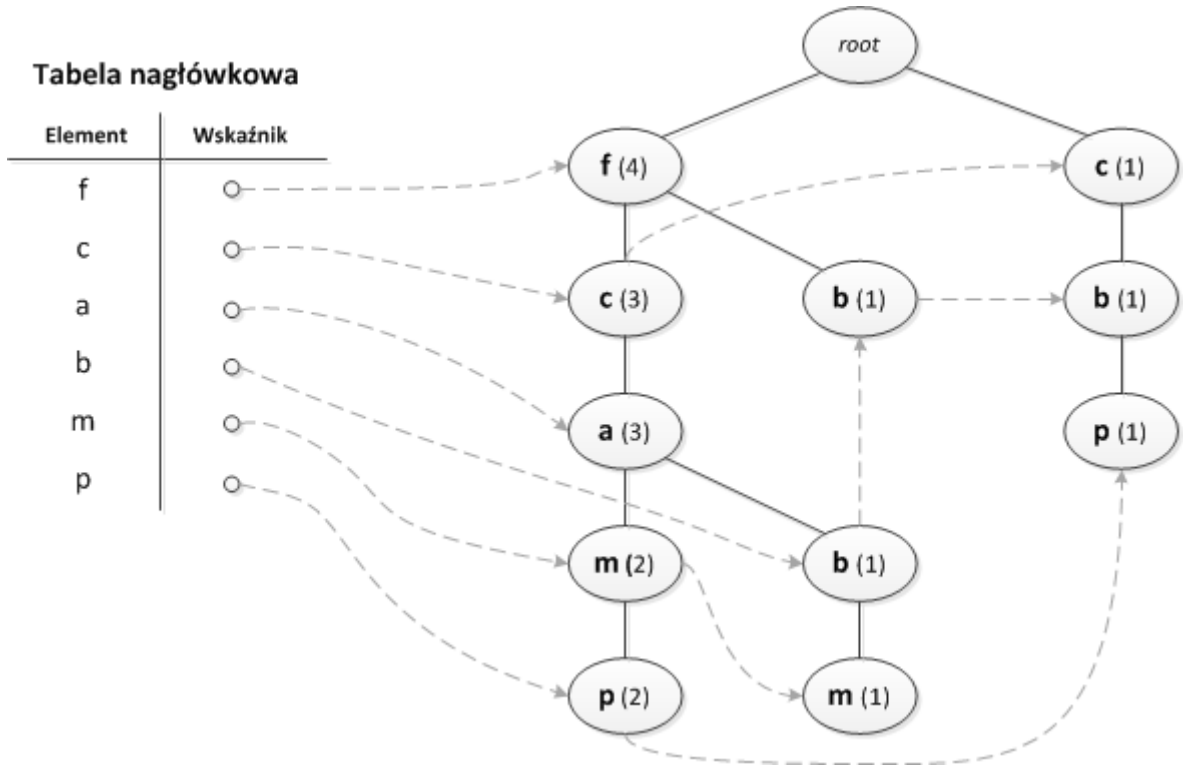 root
Tabela nagłówkowa
Element Wskaźnik
f
c
a
b
m
p
f (4) c (1)
c (3) b (1) b (1)
a (3) p (1)
m (2) b (1)
p (2) m (1)